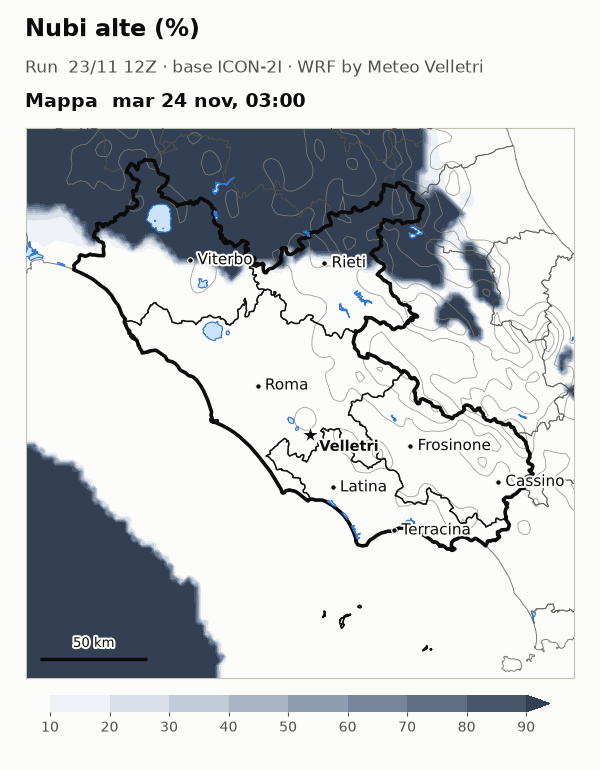 Nubi alte (%)
Run 23/11 12Z · base ICON-2I · WRF by Meteo Velletri
Mappa mar 24 nov, 03:00
Viterbo
Rieti
Roma
Velletri
Frosinone
Latina
Cassino
Terracina
50 km
10 20 30 40 50 60 70 80 90